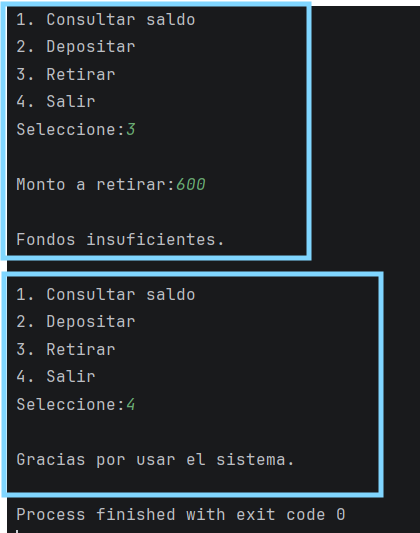 1. Consultar saldo
2. Depositar
3. Retirar
4. Salir
Seleccione:3
Monto a retirar:600
Fondos insuficientes.
1. Consultar saldo
2. Depositar
3. Retirar
4. Salir
Seleccione:4
Gracias por usar el sistema.
Process finished with exit code 0